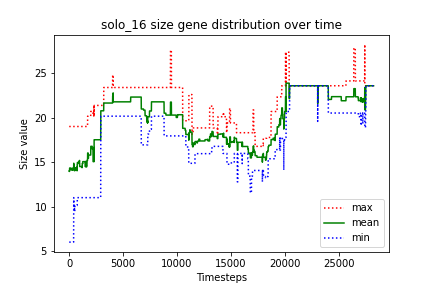 solo_16 size gene distribution over time
Size value
25
20
15
10
5
0
5000
10000
15000
20000
25000
Timesteps
max
mean
min